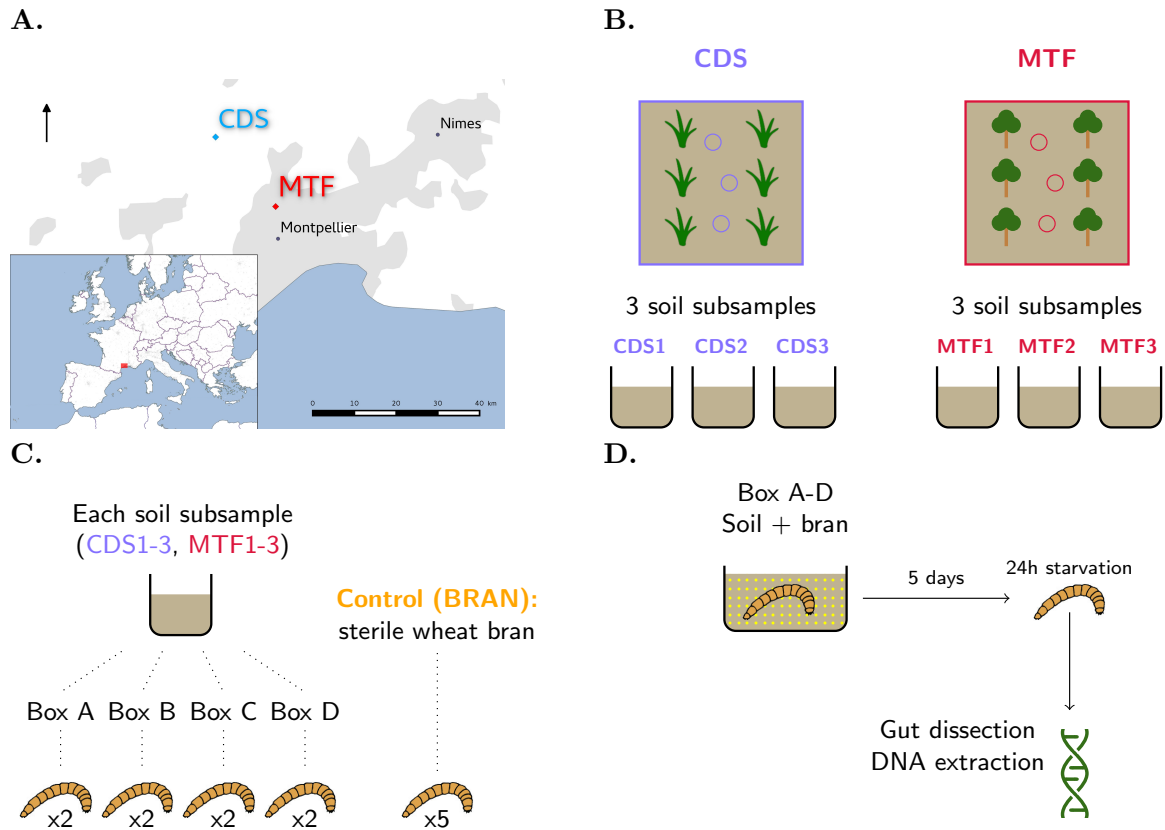 A.
CDS
Nimes
MTF
Montpellier
0 10 20 30 40 km
B.
CDS MTF
3 soil subsamples 3 soil subsamples
CDS1 CDS2 CDS3 MTF1 MTF2 MTF3
C.
Each soil subsample
(CDS1-3, MTF1-3)
Control (BRAN):
sterile wheat bran
Box A Box B Box C Box D
x2 x2 x2 x2 x5
D.
Box A-D
Soil + bran
5 days
24h starvation
Gut dissection
DNA extraction